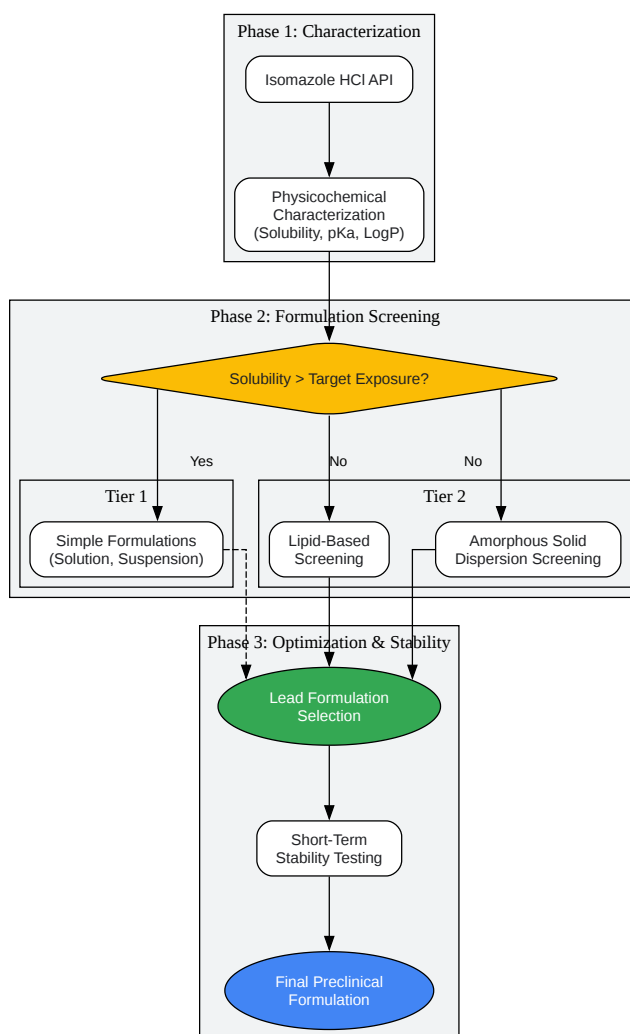 Phase 1: Characterization
Isomazole HCl API
Physicochemical
Characterization
(Solubility, pKa, LogP)
Phase 2: Formulation Screening
Solubility > Target Exposure?
Yes
No
No
Tier 1
Tier 2
Simple Formulations
(Solution, Suspension)
Lipid-Based
Screening
Amorphous Solid
Dispersion Screening
Phase 3: Optimization & Stability
Lead Formulation
Selection
Short-Term
Stability Testing
Final Preclinical
Formulation